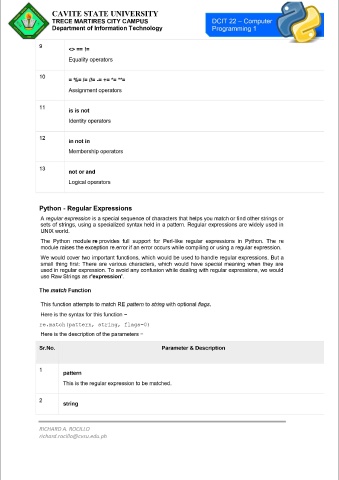 CAVITE STATE UNIVERSITY
TRECE MARTIRES CITY CAMPUS
Department of Information Technology
DCIT 22 – Computer
Programming 1
9
<> == !=
Equality operators
10
= %= /= //= -= += *= **=
Assignment operators
11
is is not
Identity operators
12
in not in
Membership operators
13
not or and
Logical operators
Python - Regular Expressions
A regular expression is a special sequence of characters that helps you match or find other strings or
sets of strings, using a specialized syntax held in a pattern. Regular expressions are widely used in
UNIX world.
The Python module re provides full support for Perl-like regular expressions in Python. The re
module raises the exception re.error if an error occurs while compiling or using a regular expression.
We would cover two important functions, which would be used to handle regular expressions. But a
small thing first: There are various characters, which would have special meaning when they are
used in regular expression. To avoid any confusion while dealing with regular expressions, we would
use Raw Strings as r'expression'.
The match Function
This function attempts to match RE pattern to string with optional flags.
Here is the syntax for this function −
re.match(pattern, string, flags=0)
Here is the description of the parameters −
Sr.No.
Parameter & Description
1
pattern
This is the regular expression to be matched.
2
string
RICHARD A. ROCILLO
richard.rocillo@cvsu.edu.ph